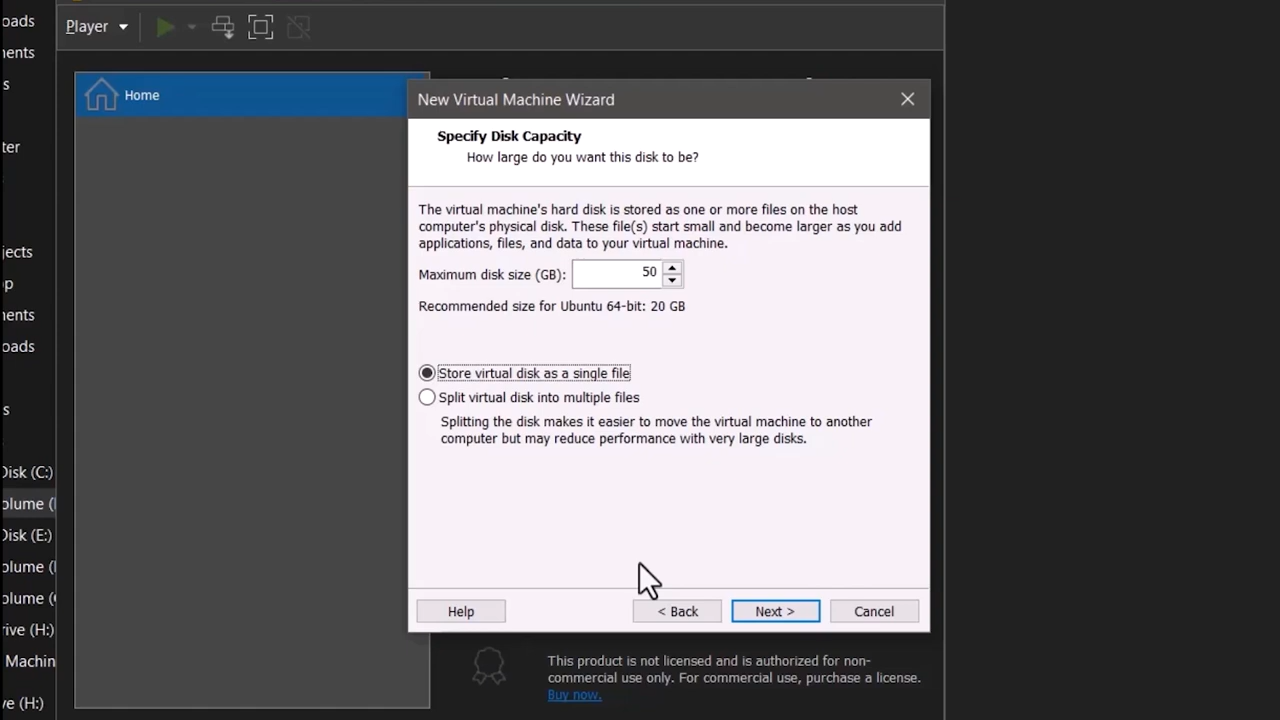 oads
Player
ments
s
Home
New Virtual Machine Wizard
Specify Disk Capacity
How large do you want this disk to be?
ter
The virtual machine's hard disk is stored as one or more files on the host
computer's physical disk. These file(s) start small and become larger as you add
applications, files, and data to your virtual machine.
jects
Maximum disk size (GB): 50
op
Recommended size for Ubuntu 64-bit: 20 GB
ments
oads
Store virtual disk as a single file
Split virtual disk into multiple files
s
Splitting the disk makes it easier to move the virtual machine to another
computer but may reduce performance with very large disks.
Disk (C:)
olume (
Disk (E:)
olume (
olume (
Help
< Back
Next >
Cancel
rive (H:)
Machin
This product is not licensed and is authorized for non-
commercial use only. For commercial use, purchase a license.
Buy now.
ve (H:)